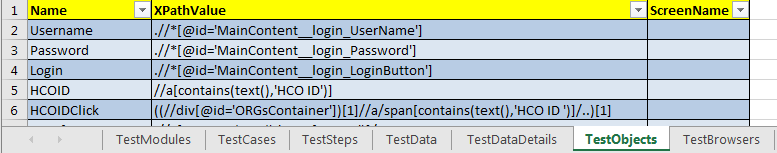 Name XPathValue ScreenName
1
2 Username .//*[@id='MainContent__login_UserName']
3 Password .//*[@id='MainContent__login_Password']
4 Login .//*[@id='MainContent__login_LoginButton']
5 HCOID //a[contains(text(),'HCO ID')]
6 HCOIDClick ((//div[@id='ORGsContainer'])[1]//a/span[contains(text(),'HCO ID ')]/..)[1]
TestModules TestCases TestSteps TestData TestDataDetails TestObjects TestBrowsers